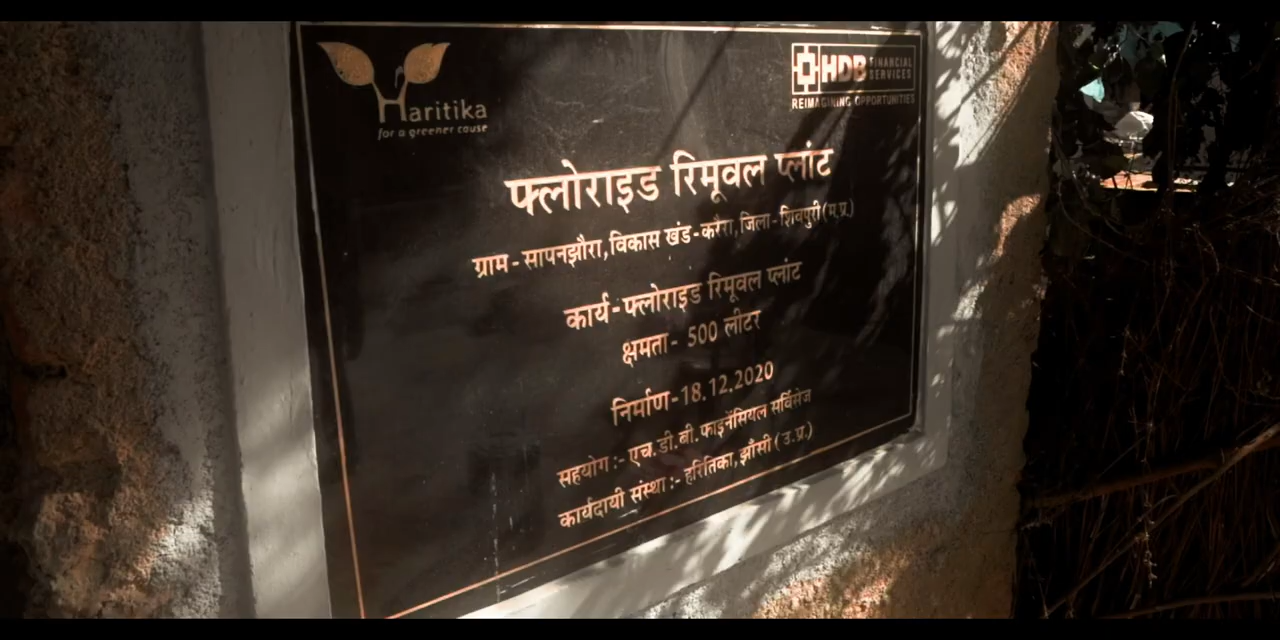 Haritika
for a greener cause
HDB FINANCIAL SERVICES
REIMAGINING OPPORTUNITIES
फ्लोराइड रिमूवल प्लांट
ग्राम-सापनझौरा, विकास खंड-करैरा, जिला-शिवपुरी (म.प्र.)
कार्य-फ्लोराइड रिमूवल प्लांट
क्षमता- 500 लीटर
निर्माण-18.12.2020
सहयोग :- एच.डी.बी. फाइनेंसियल सर्विसेज
कार्यदायी संस्था :- हरितिका, झाँसी (उ.प्र.)